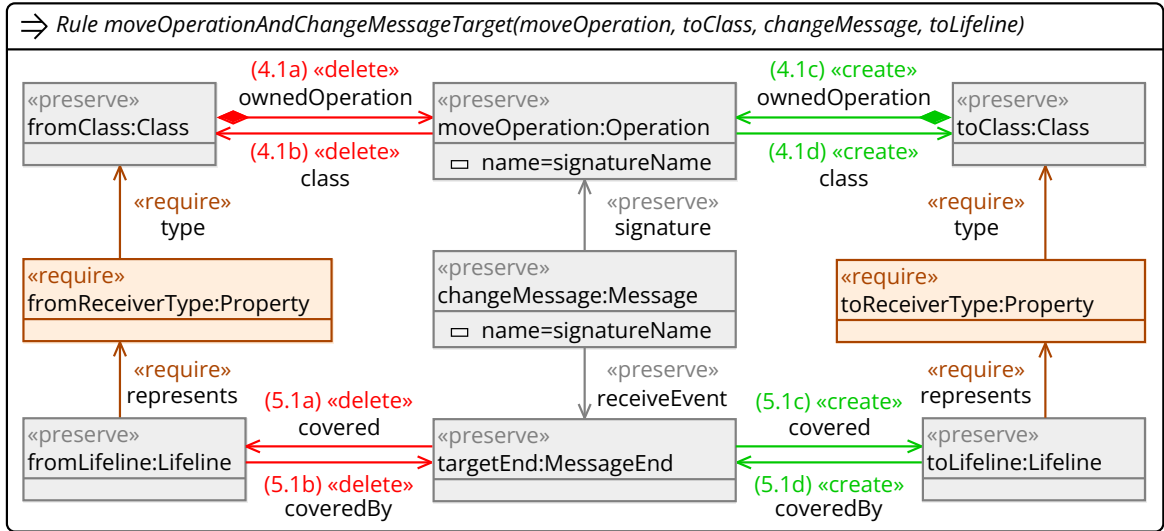 Rule moveOperationAndChangeMessageTarget(moveOperation, toClass, changeMessage, toLifeline)
(4.1a) «delete»
ownedOperation
(4.1c) «create»
ownedOperation
«preserve»
fromClass:Class
«preserve»
moveOperation:Operation
name=signatureName
«preserve»
toClass:Class
(4.1b) «delete»
class
(4.1d) «create»
class
«require»
type
«preserve»
signature
«require»
type
«require»
fromReceiverType:Property
«preserve»
changeMessage:Message
name=signatureName
«require»
toReceiverType:Property
«require»
represents
«preserve»
receiveEvent
«require»
represents
(5.1a) «delete»
covered
(5.1c) «create»
covered
«preserve»
fromLifeline:Lifeline
«preserve»
targetEnd:MessageEnd
«preserve»
toLifeline:Lifeline
(5.1b) «delete»
coveredBy
(5.1d) «create»
coveredBy